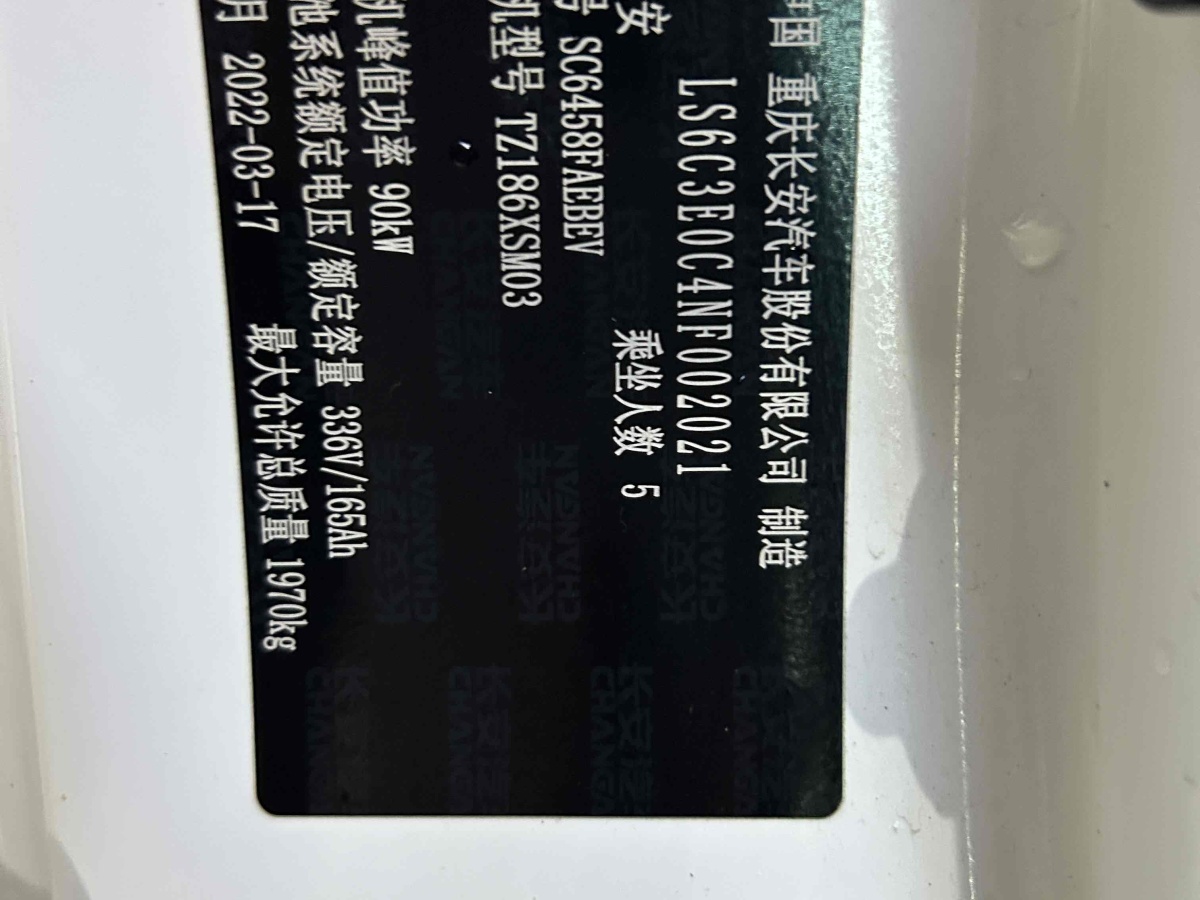 中国 重庆长安汽车股份有限公司 制造
LS6C3E0C4NF002021
安 乘坐人数 5
号 SC6458FAEBEV
机型号 TZ186XSM03
机峰值功率 90kW
池系统额定电压/额定容量 336V/165Ah
月 2022-03-17 最大允许总质量 1970kg